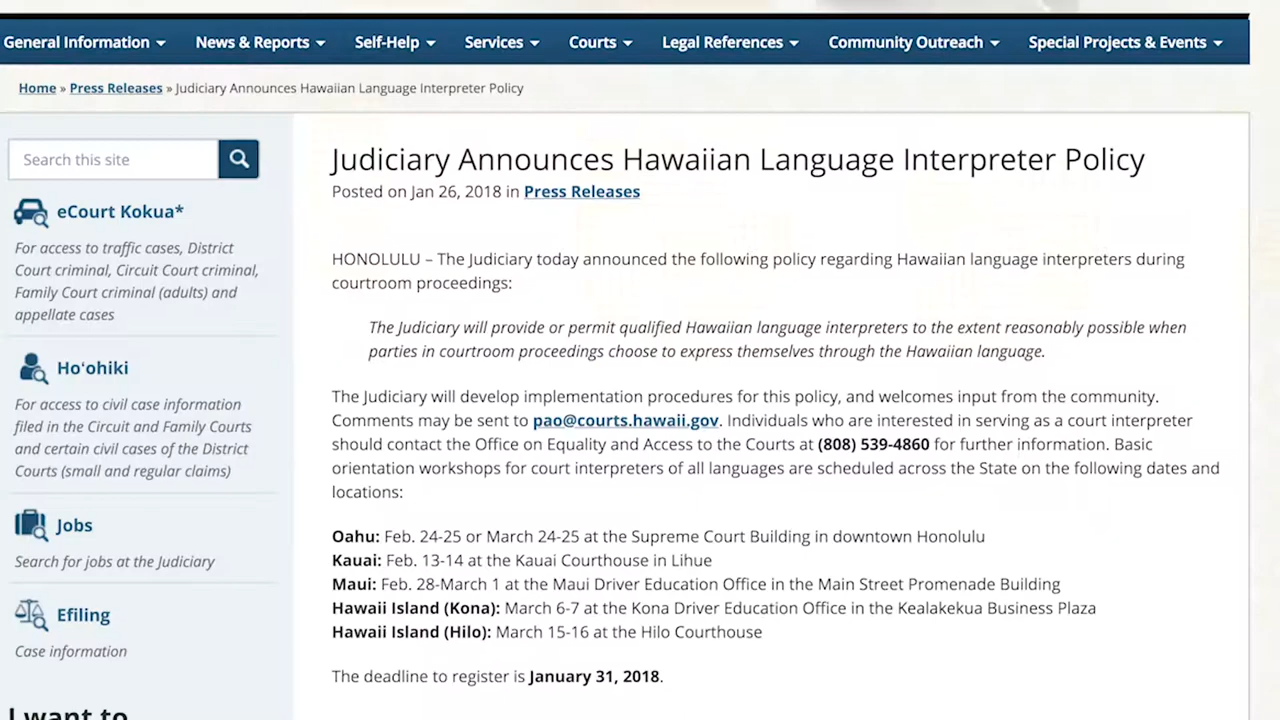 General Information News & Reports Self-Help Services Courts Legal References Community Outreach Special Projects & Events
Home » Press Releases » Judiciary Announces Hawaiian Language Interpreter Policy
Search this site
eCourt Kokua*
For access to traffic cases, District
Court criminal, Circuit Court criminal,
Family Court criminal (adults) and
appellate cases
Hoʻohiki
For access to civil case information
filed in the Circuit and Family Courts
and certain civil cases of the District
Courts (small and regular claims)
Jobs
Search for jobs at the Judiciary
Efiling
Case information
I want to
Judiciary Announces Hawaiian Language Interpreter Policy
Posted on Jan 26, 2018 in Press Releases
HONOLULU – The Judiciary today announced the following policy regarding Hawaiian language interpreters during
courtroom proceedings:
The Judiciary will provide or permit qualified Hawaiian language interpreters to the extent reasonably possible when
parties in courtroom proceedings choose to express themselves through the Hawaiian language.
The Judiciary will develop implementation procedures for this policy, and welcomes input from the community.
Comments may be sent to pao@courts.hawaii.gov. Individuals who are interested in serving as a court interpreter
should contact the Office on Equality and Access to the Courts at (808) 539-4860 for further information. Basic
orientation workshops for court interpreters of all languages are scheduled across the State on the following dates and
locations:
Oahu: Feb. 24-25 or March 24-25 at the Supreme Court Building in downtown Honolulu
Kauai: Feb. 13-14 at the Kauai Courthouse in Lihue
Maui: Feb. 28-March 1 at the Maui Driver Education Office in the Main Street Promenade Building
Hawaii Island (Kona): March 6-7 at the Kona Driver Education Office in the Kealakekua Business Plaza
Hawaii Island (Hilo): March 15-16 at the Hilo Courthouse
The deadline to register is January 31, 2018.